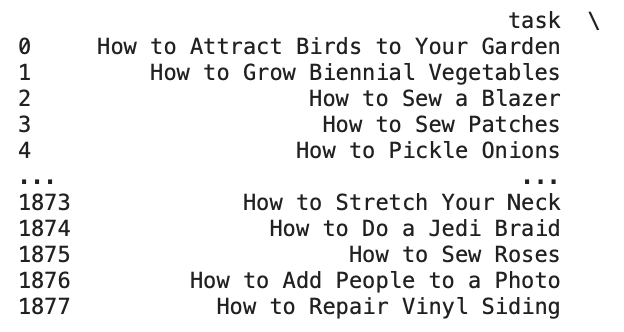 task \
0 How to Attract Birds to Your Garden
1 How to Grow Biennial Vegetables
2 How to Sew a Blazer
3 How to Sew Patches
4 How to Pickle Onions
... ...
1873 How to Stretch Your Neck
1874 How to Do a Jedi Braid
1875 How to Sew Roses
1876 How to Add People to a Photo
1877 How to Repair Vinyl Siding